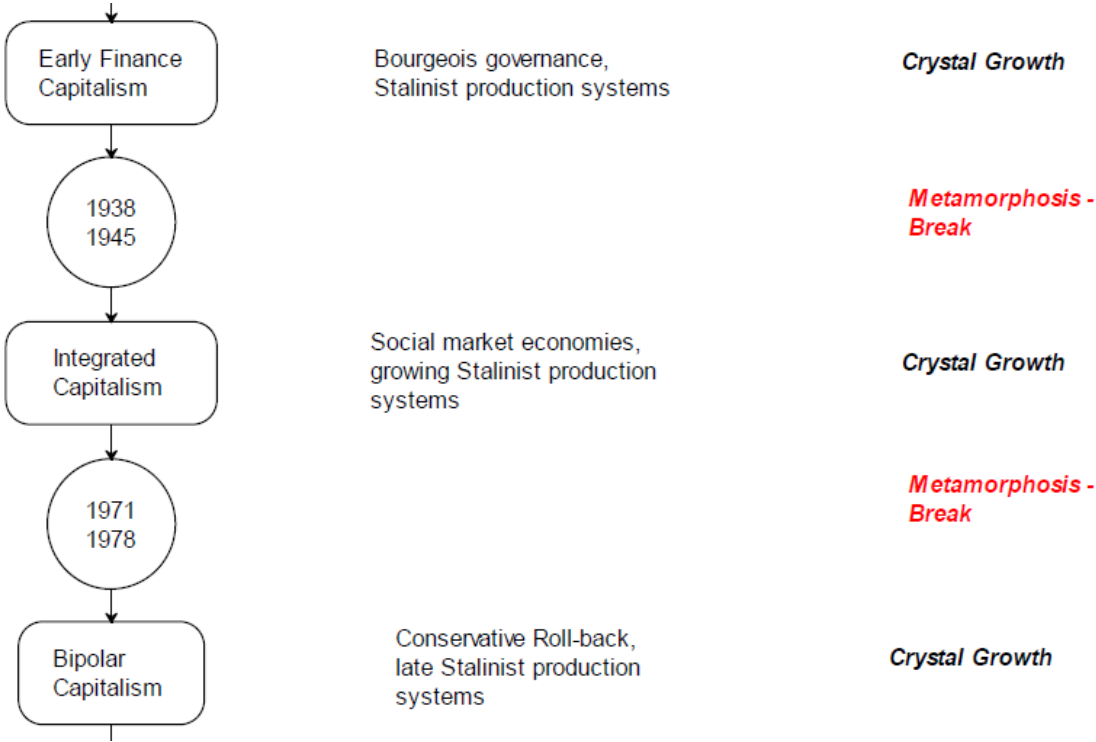 Early Finance
Capitalism
Bourgeois governance,
Stalinist production systems
Crystal Growth
1938
1945
Metamorphosis -
Break
Integrated
Capitalism
Social market economies,
growing Stalinist production
systems
Crystal Growth
1971
1978
Metamorphosis -
Break
Bipolar
Capitalism
Conservative Roll-back,
late Stalinist production
systems
Crystal Growth